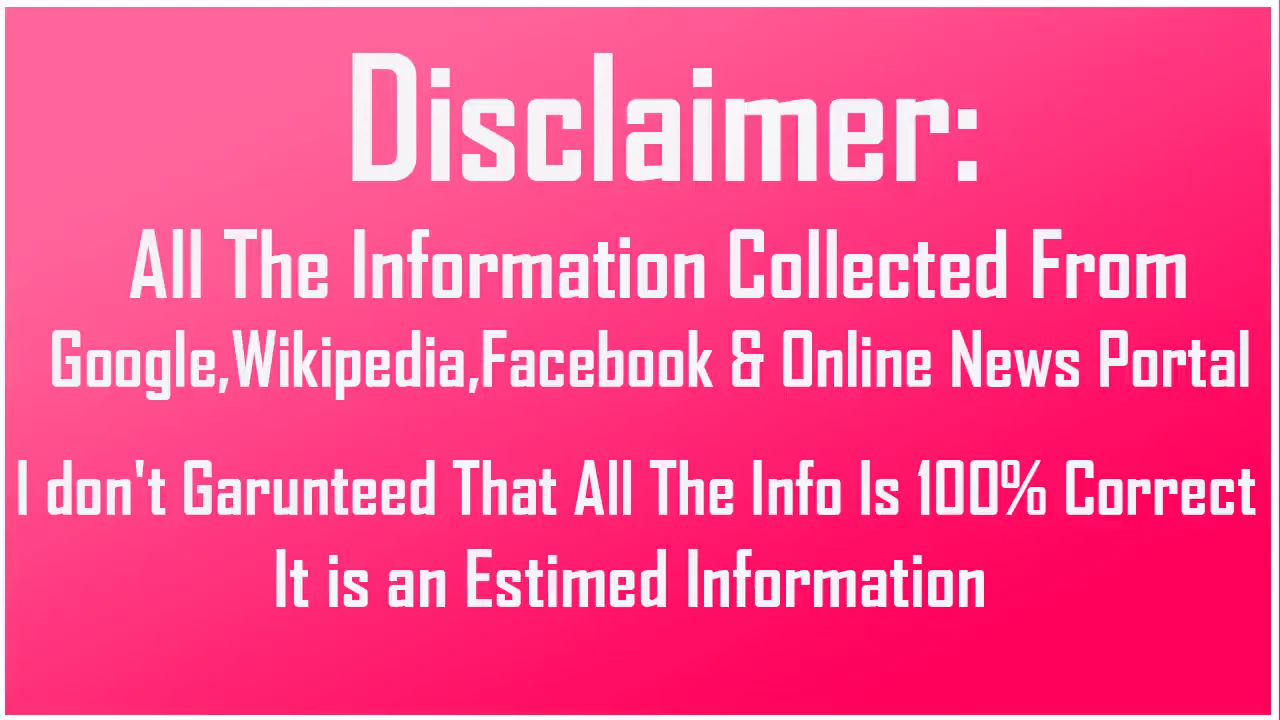 Disclaimer:
All The Information Collected From
Google,Wikipedia,Facebook & Online News Portal
I don't Garunteed That All The Info Is 100% Correct
It is an Estimed Information